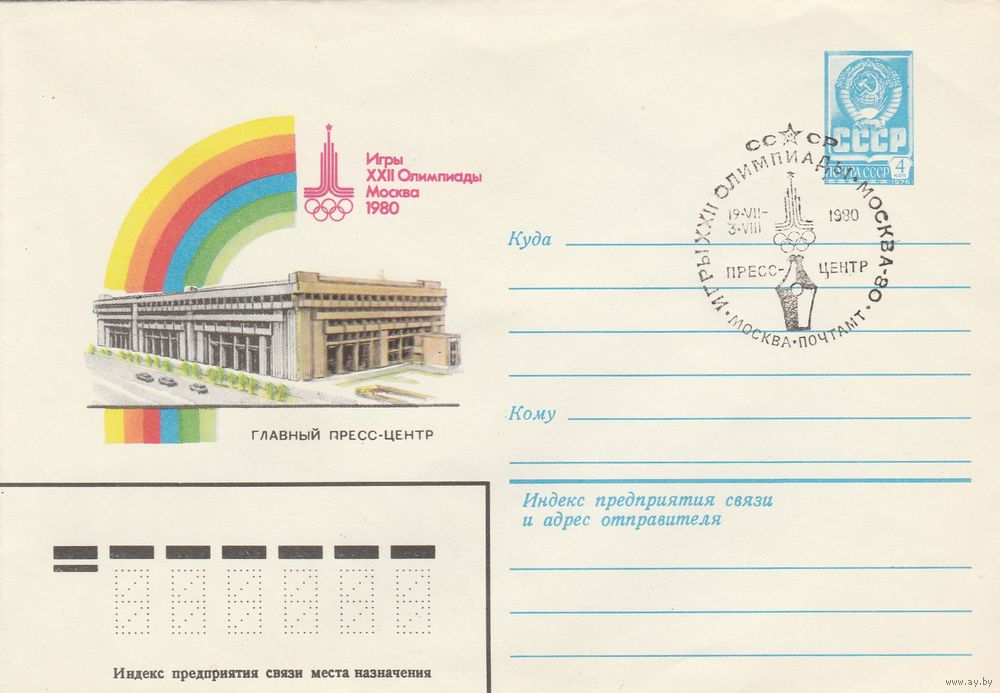 Игры
XXII Олимпиады
Москва
1980
ГЛАВНЫЙ ПРЕСС-ЦЕНТР
СССР
ПОЧТА СССР
4
КОП
1976
СС СР
ИГРЫ XXII ОЛИМПИАДЫ • МОСКВА-80 •
19·VII-
3·VIII
1980
ПРЕСС- ЦЕНТР
МОСКВА • ПОЧТАМТ •
Куда
Кому
Индекс предприятия связи
и адрес отправителя
Индекс предприятия связи места назначения
www.ay.by